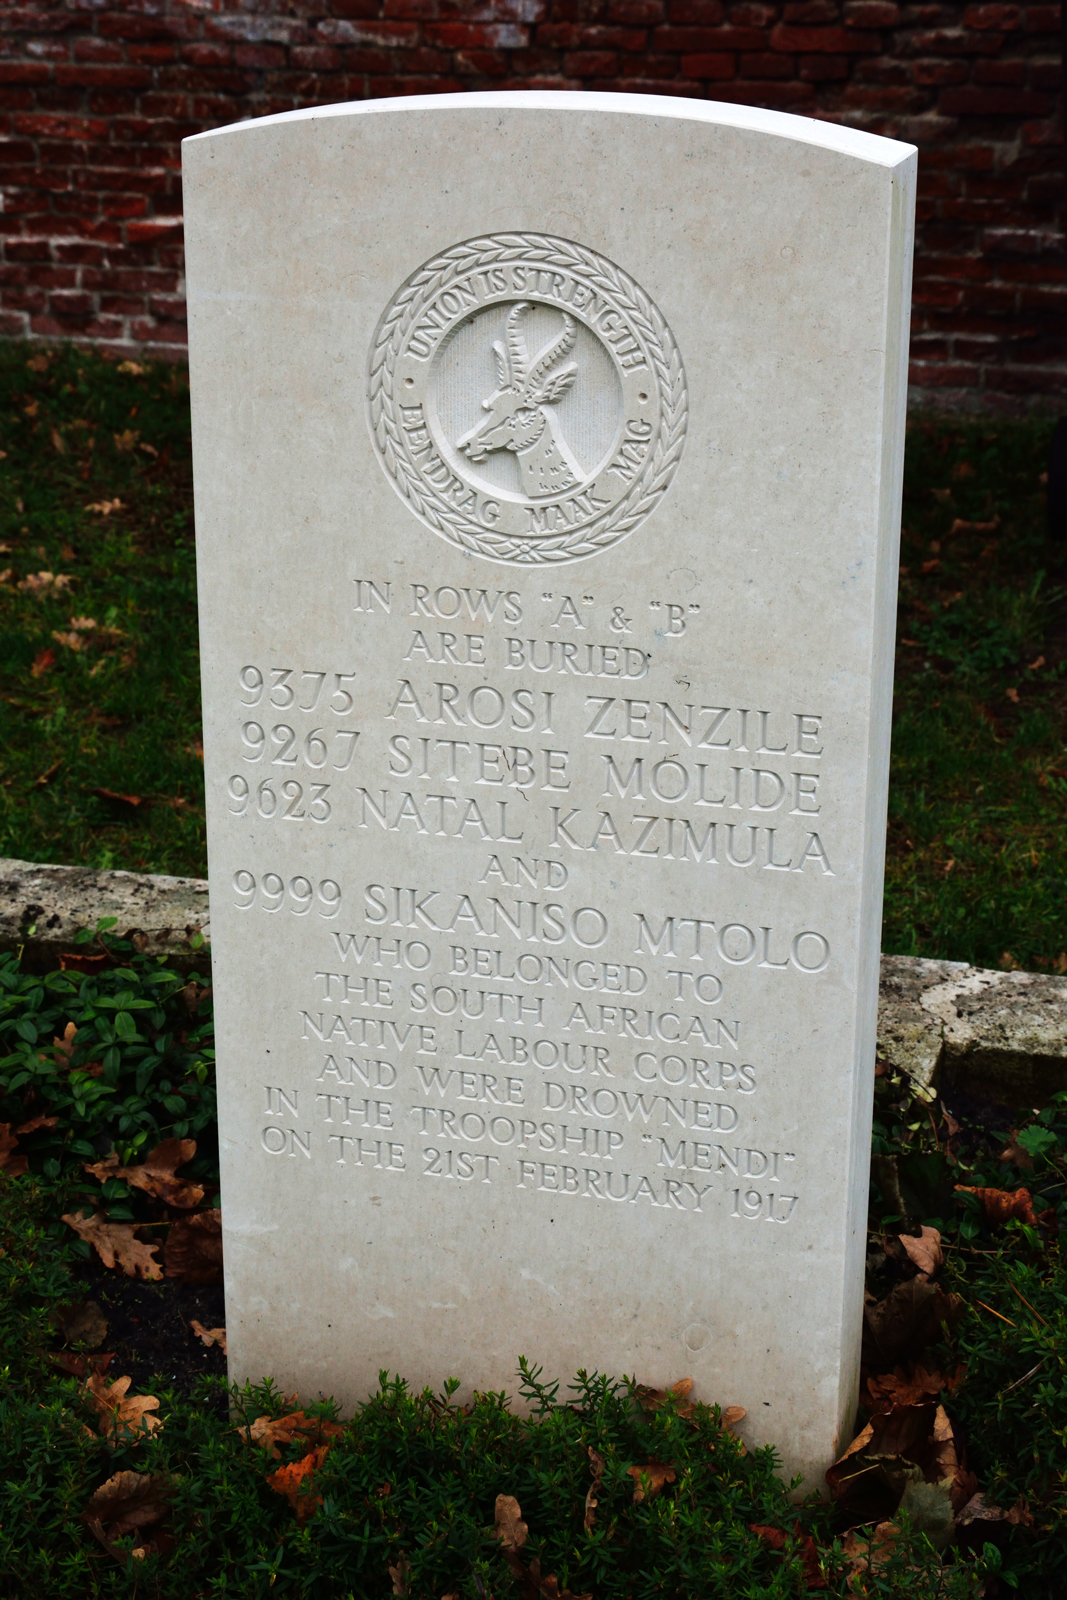 UNION IS STRENGTH
EENDRAG MAAK MAG
IN ROWS "A" & "B"
ARE BURIED
9375 AROSI ZENZILE
9267 SITEBE MOLIDE
9623 NATAL KAZIMULA
AND
9999 SIKANISO MTOLO
WHO BELONGED TO
THE SOUTH AFRICAN
NATIVE LABOUR CORPS
AND WERE DROWNED
IN THE TROOPSHIP "MENDI"
ON THE 21ST FEBRUARY 1917